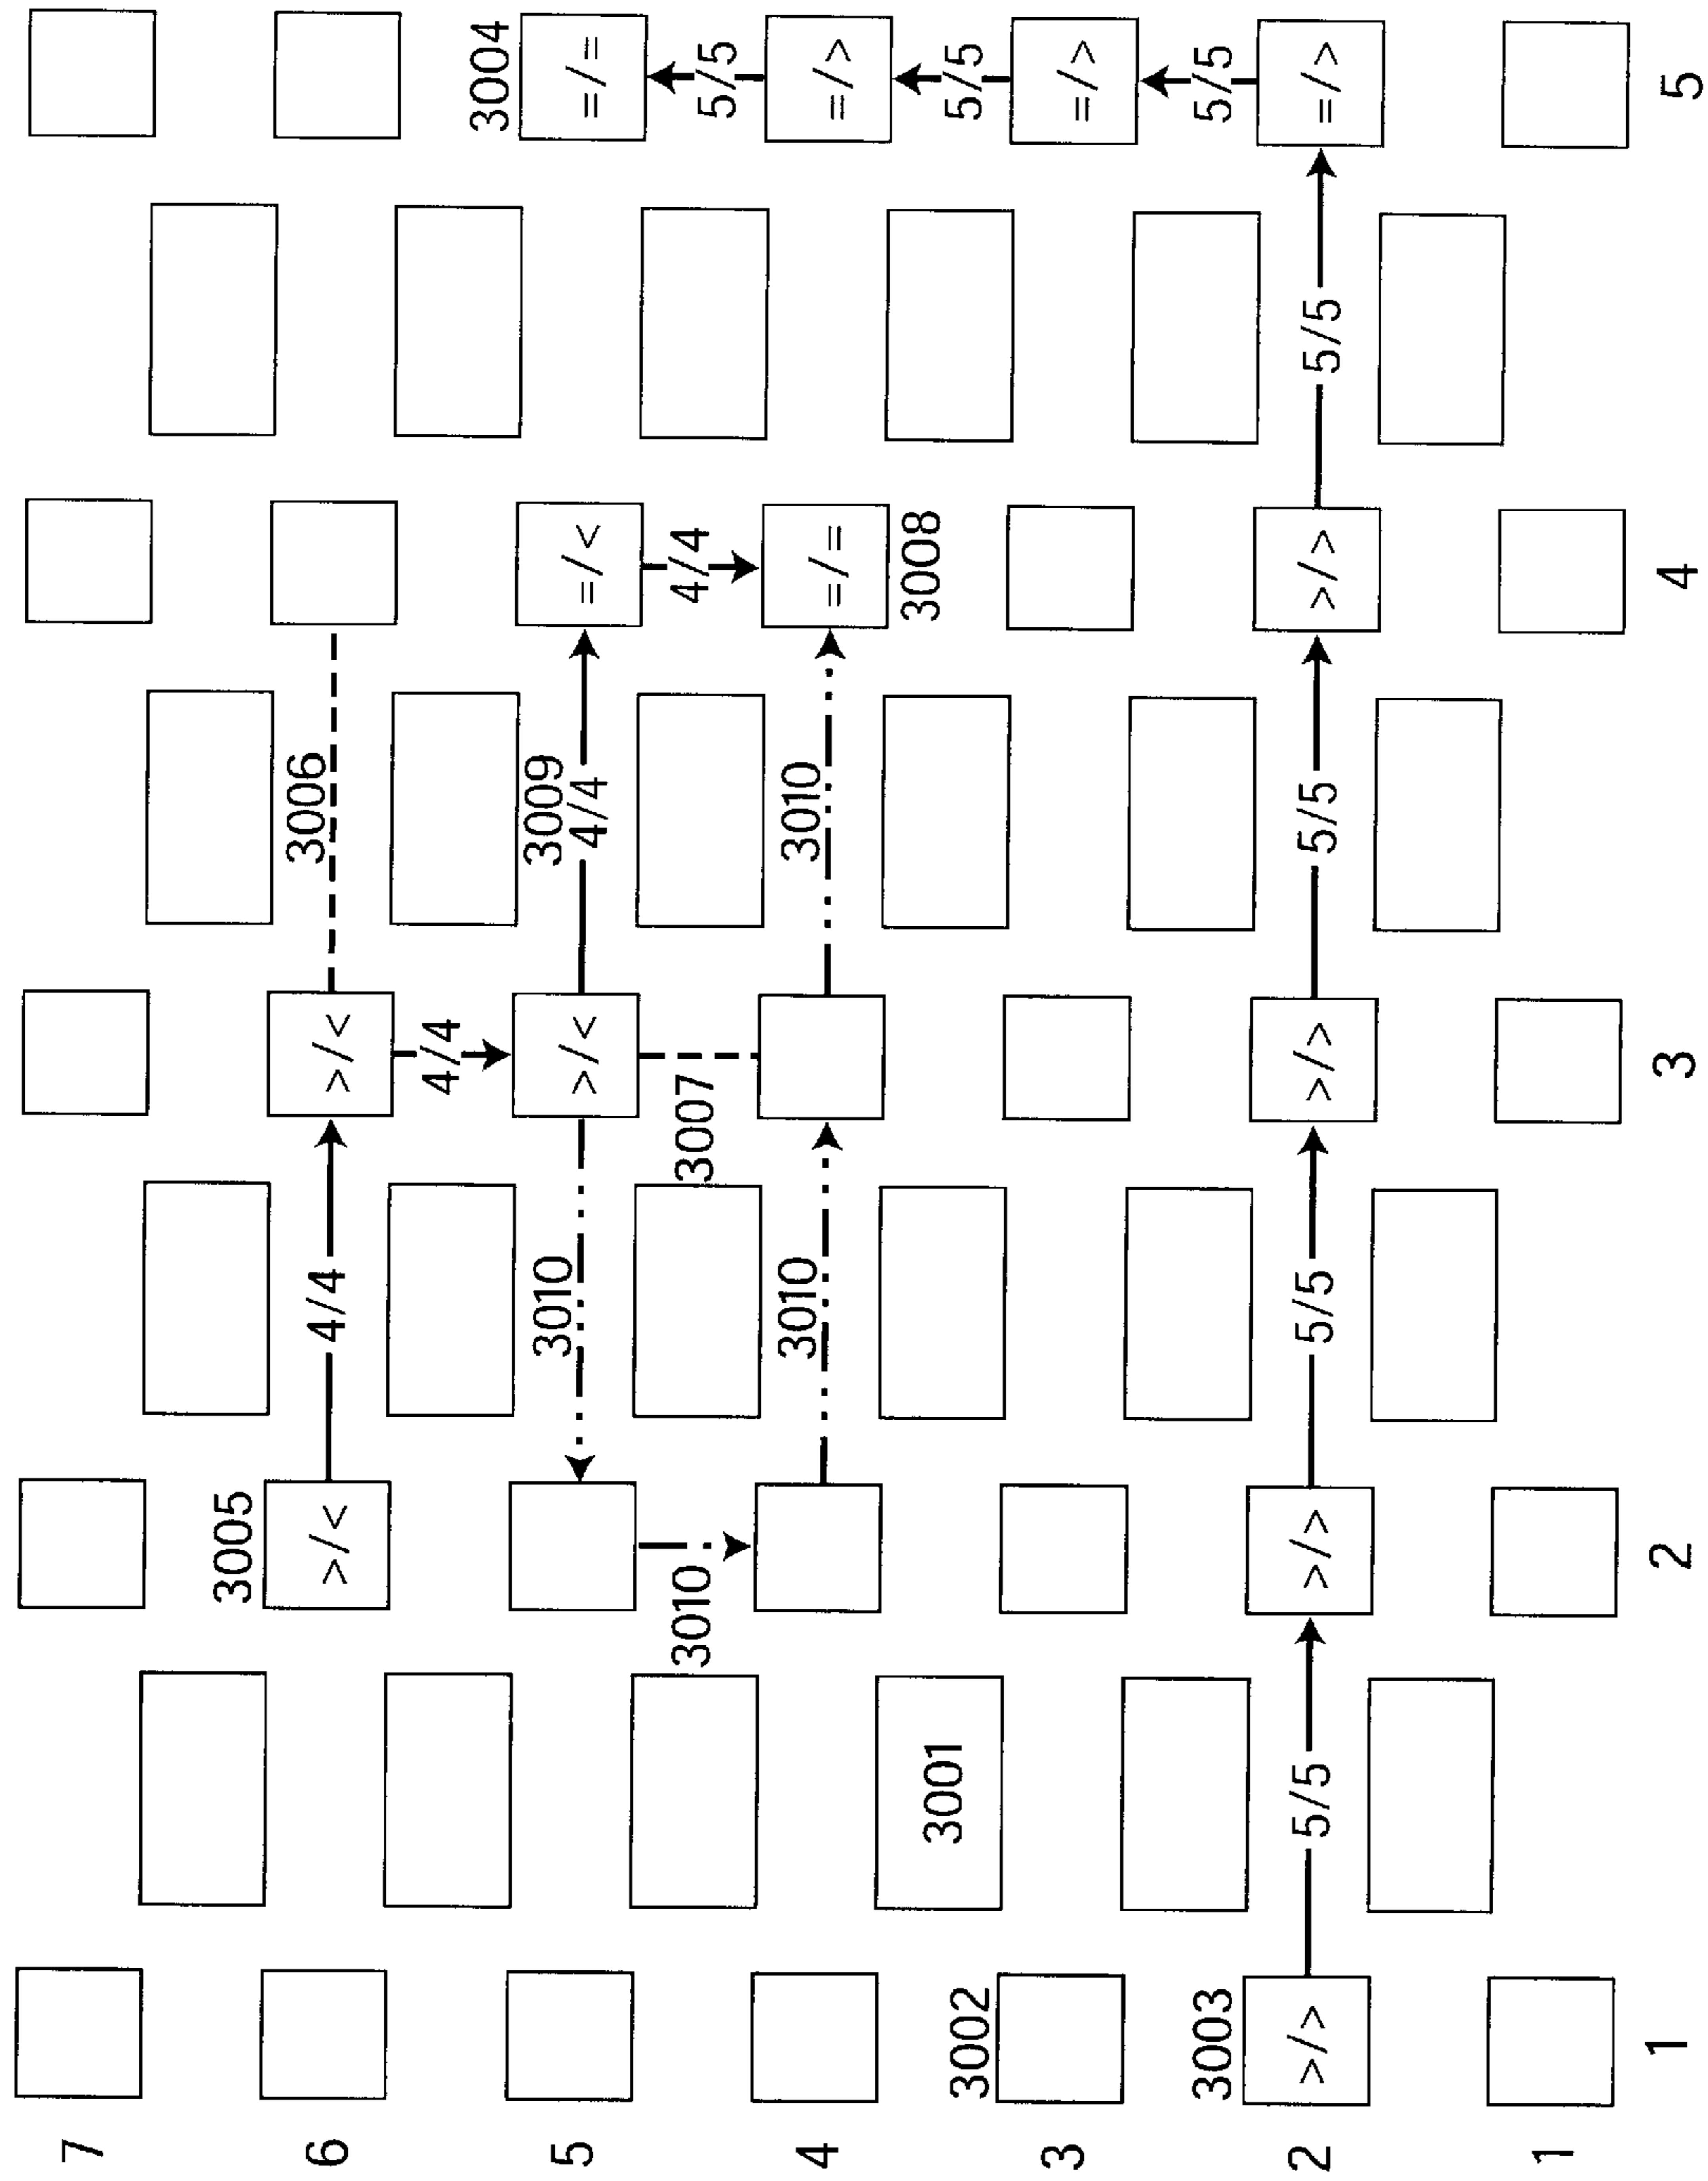 7
3005
3006
6 >/< 4/4 >/<
4/4
3004
3010 3009
5 >/< 4/4 =/< =/=
3010 3007 4/4 5/5
3010 3010
4 =/= =/>
3001 3008 5/5
3002
3 =/>
3003 5/5
2 >/> 5/5 >/> 5/5 >/> 5/5 >/> 5/5 =/>
1
1 2 3 4 5